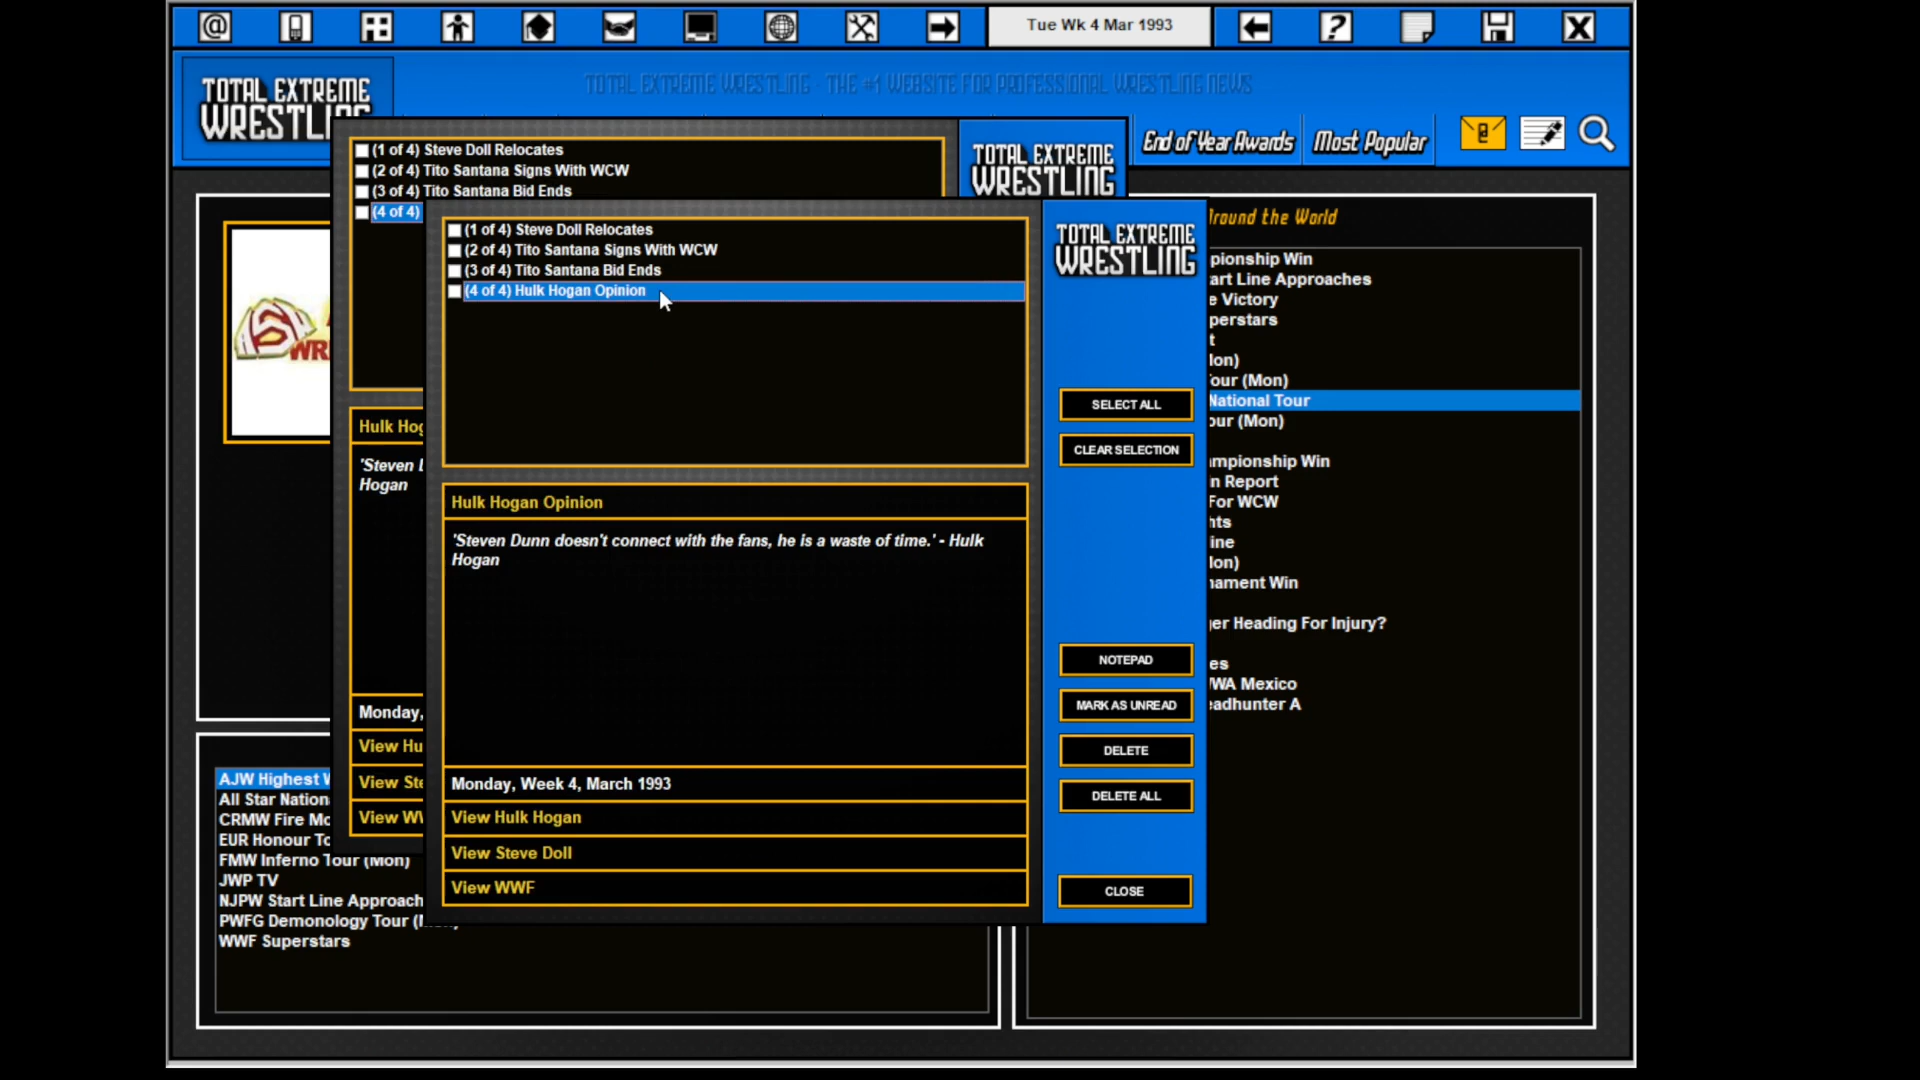 Tue Wk 4 Mar 1993
TOTAL EXTREME WRESTLING - THE #1 WEBSITE FOR PROFESSIONAL WRESTLING NEWS
TOTAL EXTREME
WRESTLING
End of Year Awards
Most Popular
(1 of 4) Steve Doll Relocates
(2 of 4) Tito Santana Signs With WCW
(3 of 4) Tito Santana Bid Ends
(4 of 4)
TOTAL EXTREME
WRESTLING
Around the World
(1 of 4) Steve Doll Relocates
(2 of 4) Tito Santana Signs With WCW
(3 of 4) Tito Santana Bid Ends
(4 of 4) Hulk Hogan Opinion
TOTAL EXTREME
WRESTLING
SELECT ALL
CLEAR SELECTION
Hulk Hogan Opinion
'Steven Dunn doesn't connect with the fans, he is a waste of time.' - Hulk
Hogan
Monday, Week 4, March 1993
View Hulk Hogan
View Steve Doll
View WWF
NOTEPAD
MARK AS UNREAD
DELETE
DELETE ALL
CLOSE
Hulk Hog
'Steven
Hogan
Monday,
View Hu
View Ste
View WW
AJW Highest W
All Star Nation
CRMW Fire Mo
EUR Honour To
FMW Inferno Tour (Mon)
JWP TV
NJPW Start Line Approach
PWFG Demonology Tour (
WWF Superstars
pionship Win
art Line Approaches
e Victory
perstars
t
Mon)
Tour (Mon)
National Tour
our (Mon)
mpionship Win
n Report
For WCW
hts
ine
Mon)
nament Win
ger Heading For Injury?
es
WWA Mexico
eadhunter A